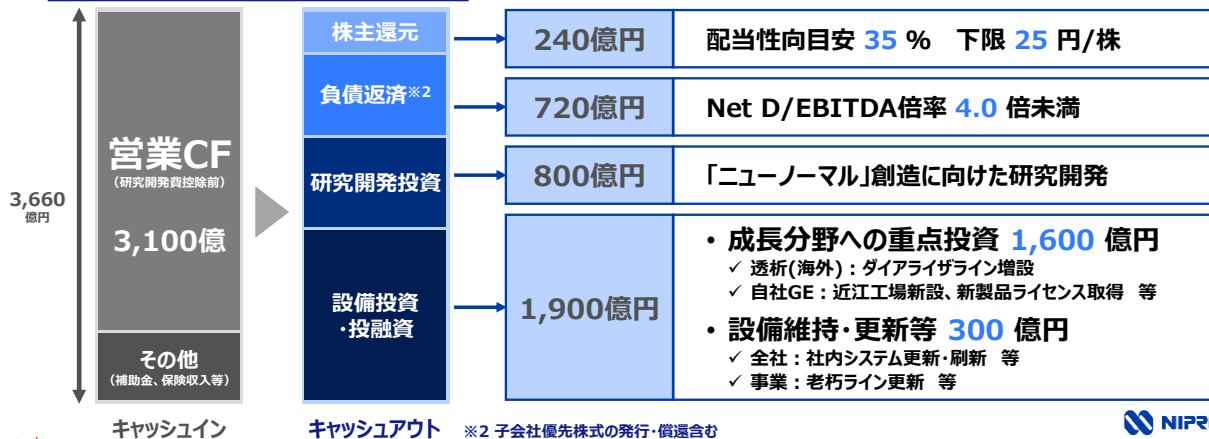 3,660
億円
営業CF
(研究開発費控除前)
3,100億
その他
(補助金、保険収入等)
キャッシュイン
株主還元
負債返済※2
研究開発投資
設備投資
・投融資
キャッシュアウト
240億円
配当性向目安 35 % 下限 25 円/株
720億円
Net D/EBITDA倍率 4.0 倍未満
800億円
「ニューノーマル」創造に向けた研究開発
1,900億円
・ 成長分野への重点投資 1,600 億円
✓ 透析(海外)：ダイアライザライン増設
✓ 自社GE：近江工場新設、新製品ライセンス取得 等
・ 設備維持・更新等 300 億円
✓ 全社：社内システム更新・刷新 等
✓ 事業：老朽ライン更新 等
※2 子会社優先株式の発行・償還含む
NIPR